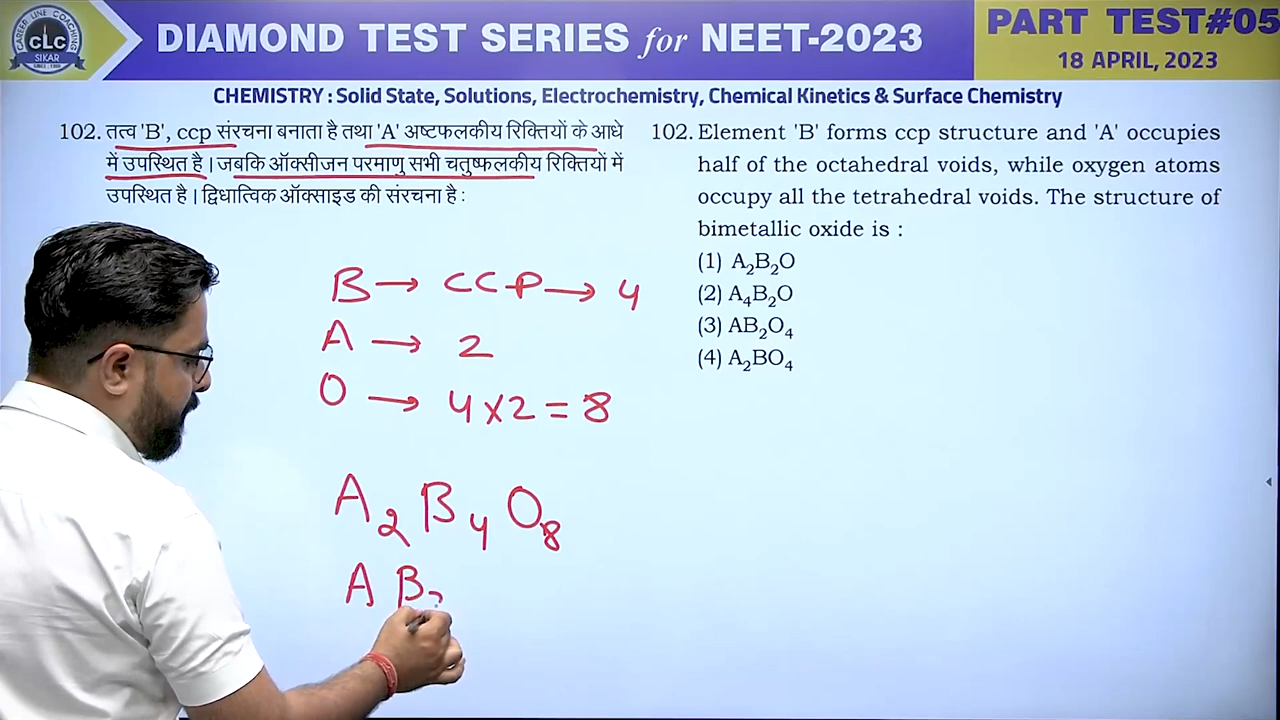 CAREER LINE COACHING
CLC
SIKAR
SINCE : 1996
DIAMOND TEST SERIES for NEET-2023
PART TEST#05
18 APRIL, 2023
CHEMISTRY : Solid State, Solutions, Electrochemistry, Chemical Kinetics & Surface Chemistry
102. तत्व 'B', ccp संरचना बनाता है तथा 'A' अष्टफलकीय रिक्तियों के आधे
में उपस्थित है। जबकि ऑक्सीजन परमाणु सभी चतुष्फलकीय रिक्तियों में
उपस्थित है। द्विधात्विक ऑक्साइड की संरचना है :
102. Element 'B' forms ccp structure and 'A' occupies
half of the octahedral voids, while oxygen atoms
occupy all the tetrahedral voids. The structure of
bimetallic oxide is :
(1) A₂B₂O
(2) A₄B₂O
(3) AB₂O₄
(4) A₂BO₄
B → CCP → 4
A → 2
O → 4×2=8
A₂ B₄ O₈
A B